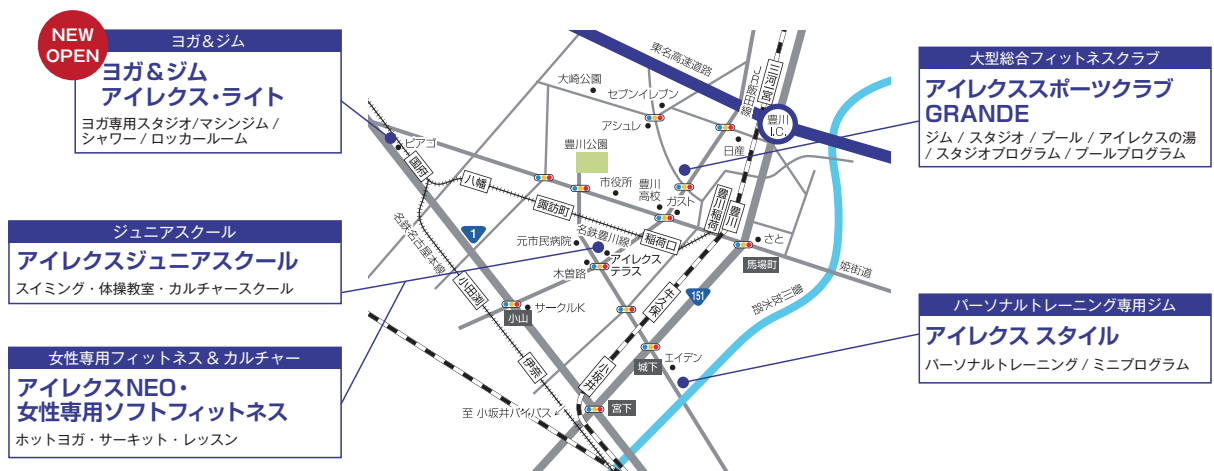 NEW
OPEN
ヨガ&ジム
ヨガ&ジム
アイレクス・ライト
ヨガ専用スタジオ/マシンジム/
シャワー / ロッカールーム
ジュニアスクール
アイレクスジュニアスクール
スイミング・体操教室・カルチャースクール
女性専用フィットネス & カルチャー
アイレクスNEO・
女性専用ソフトフィットネス
ホットヨガ・サーキット・レッスン
大型総合フィットネスクラブ
アイレクススポーツクラブ
GRANDE
ジム / スタジオ / プール / アイレクスの湯
/ スタジオプログラム / プールプログラム
パーソナルトレーニング専用ジム
アイレクス スタイル
パーソナルトレーニング / ミニプログラム
東名高速道路
JR飯田線
三河一宮
大崎公園
セブンイレブン
アシュレ
豊川
I.C.
日産
ピアゴ
豊川公園
国府
八幡
市役所
豊川
高校
ガスト
諏訪町
豊川稲荷
豊川
名鉄豊川線
稲荷口
名鉄名古屋本線
1
元市民病院
アイレクス
テラス
さと
馬場町
姫街道
木曽路
小田渕
牛久保
151
豊川放水路
小山
サークルK
エイデン
城下
伊奈
小坂井
至 小坂井バイパス
宮下